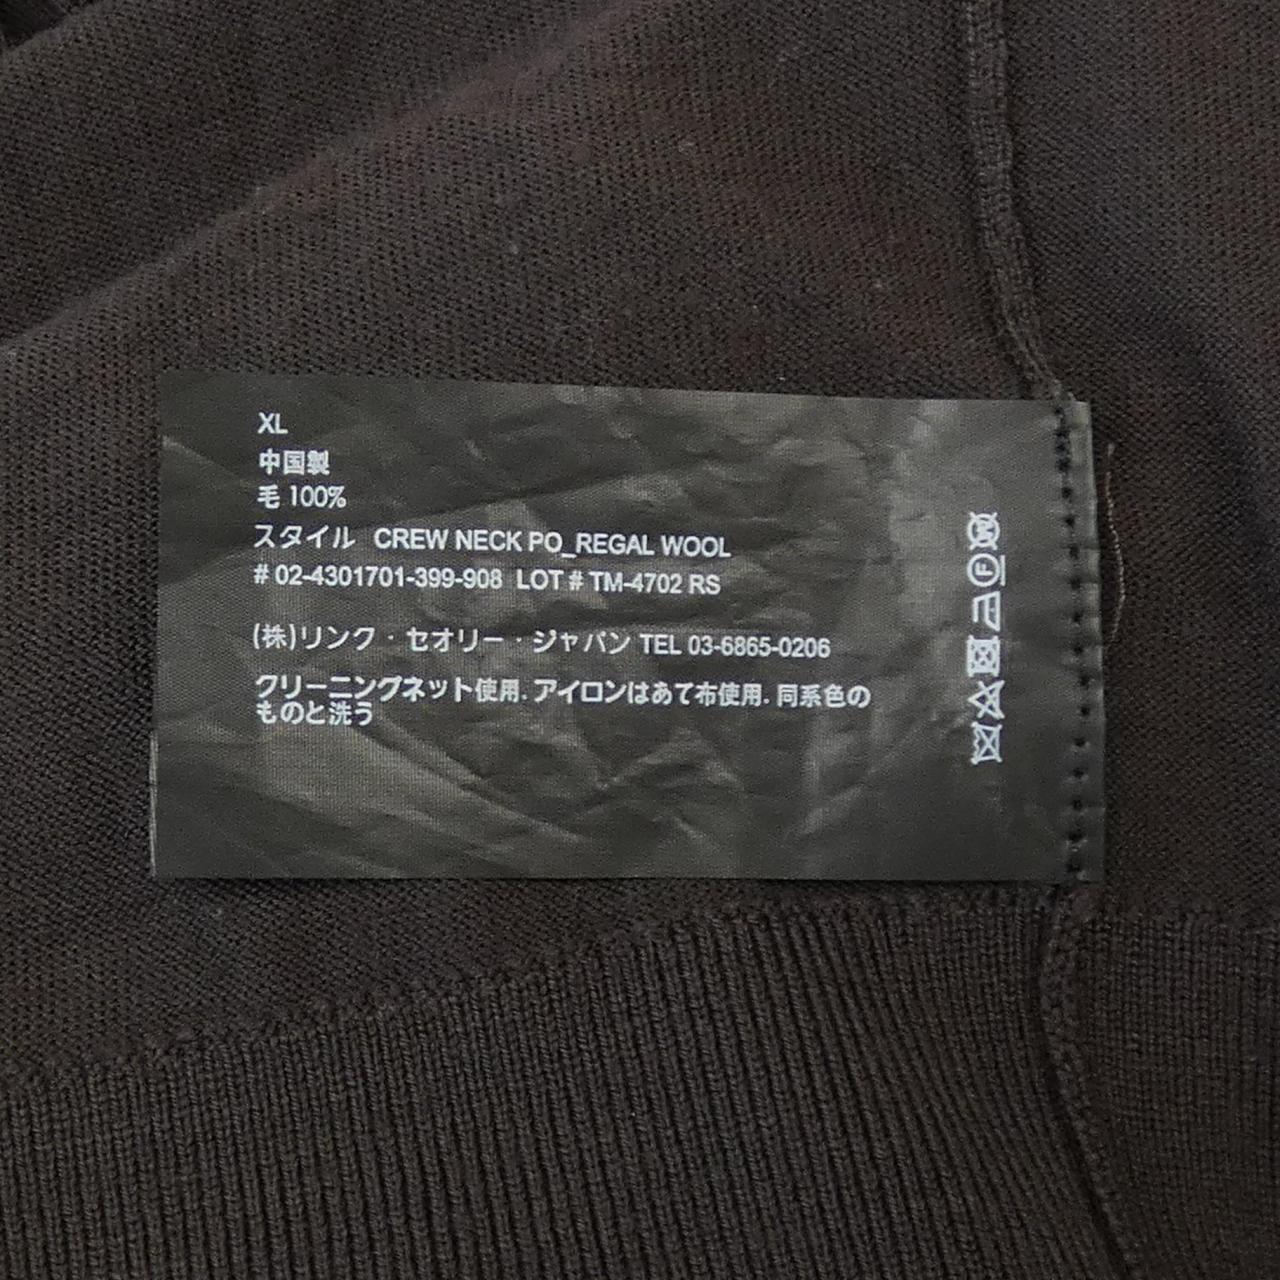 XL
中国製
毛 100%
スタイル CREW NECK PO_REGAL WOOL
# 02-4301701-399-908 LOT # TM-4702 RS
(株)リンク・セオリー・ジャパン TEL 03-6865-0206
クリーニングネット使用. アイロンはあて布使用. 同系色の
ものと洗う
W
F